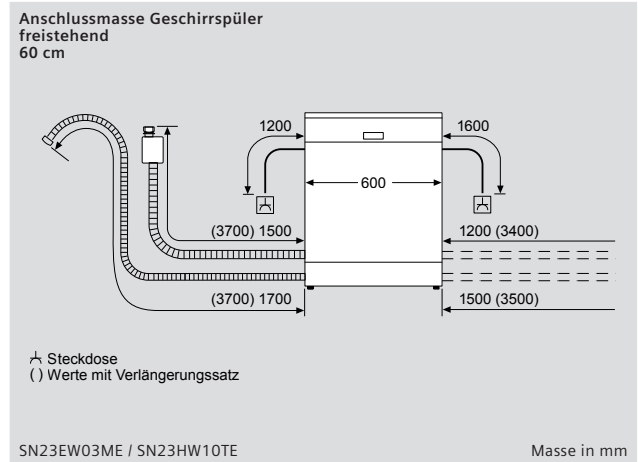 Anschlussmasse Geschirrspüler
freistehend
60 cm
1200
1600
600
(3700) 1500
1200 (3400)
(3700) 1700
1500 (3500)
Steckdose
( ) Werte mit Verlängerungssatz
SN23EW03ME / SN23HW10TE
Masse in mm